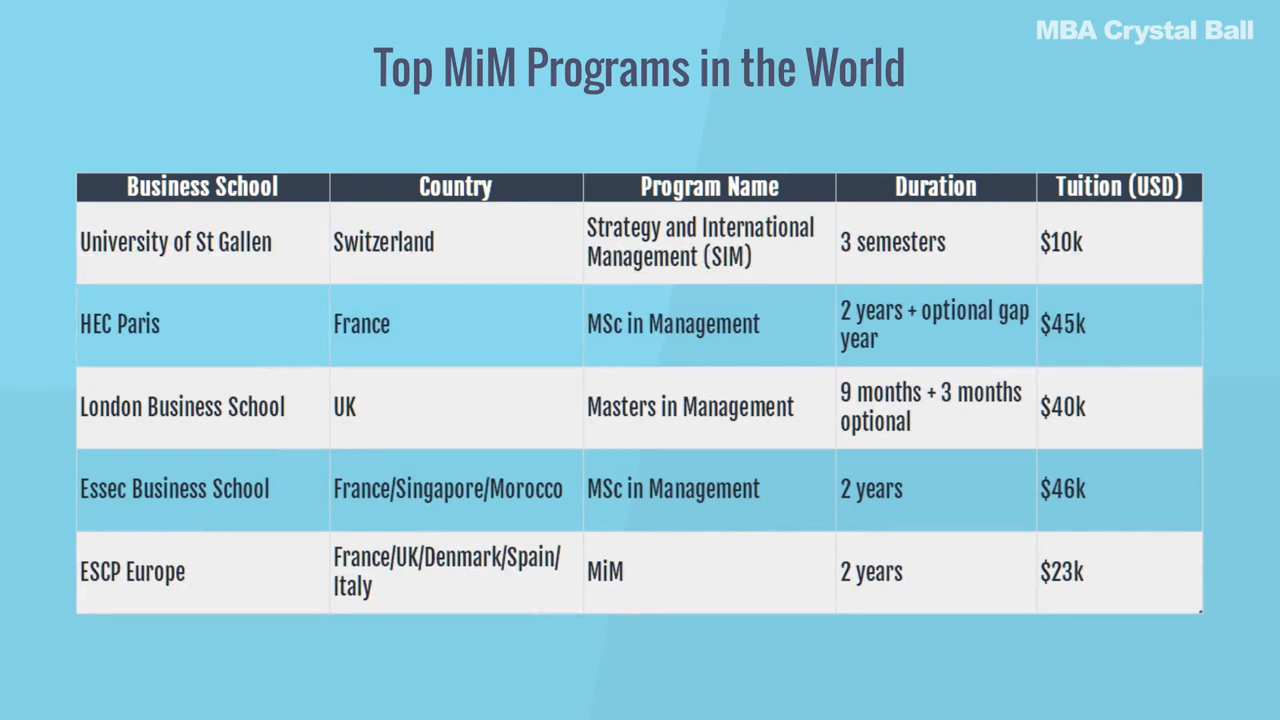 MBA Crystal Ball
Top MiM Programs in the World
Business School Country Program Name Duration Tuition (USD)
University of St Gallen Switzerland Strategy and International Management (SIM) 3 semesters $10k
HEC Paris France MSc in Management 2 years + optional gap year $45k
London Business School UK Masters in Management 9 months + 3 months optional $40k
Essec Business School France/Singapore/Morocco MSc in Management 2 years $46k
ESCP Europe France/UK/Denmark/Spain/Italy MiM 2 years $23k